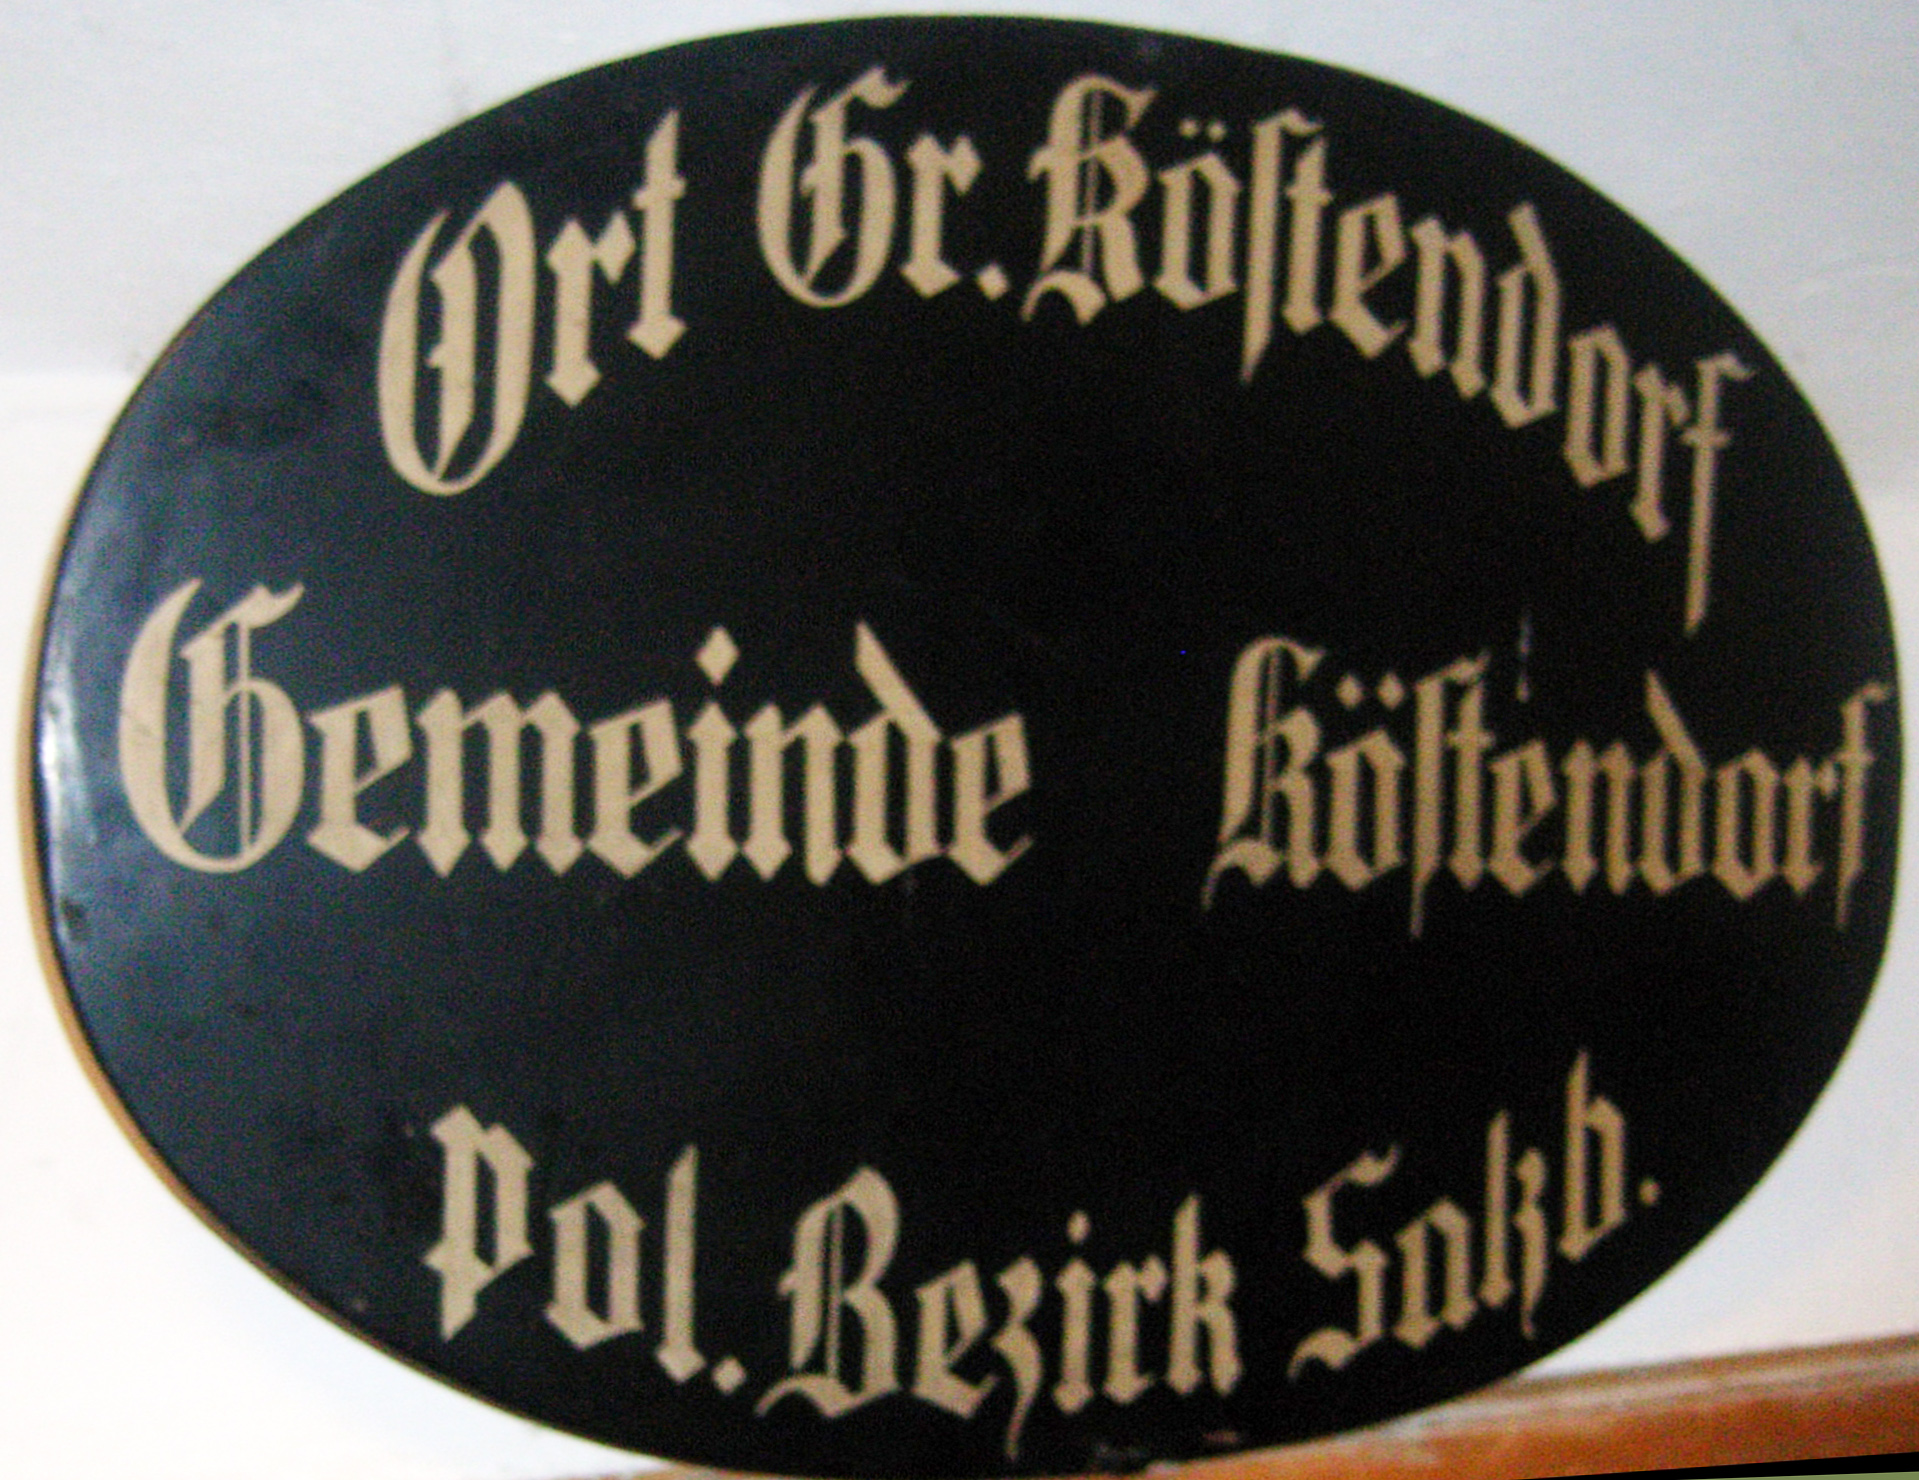 Ort Gr. Köſtendorf
Gemeinde Köſtendorf
Pol. Bezirk Salzb.